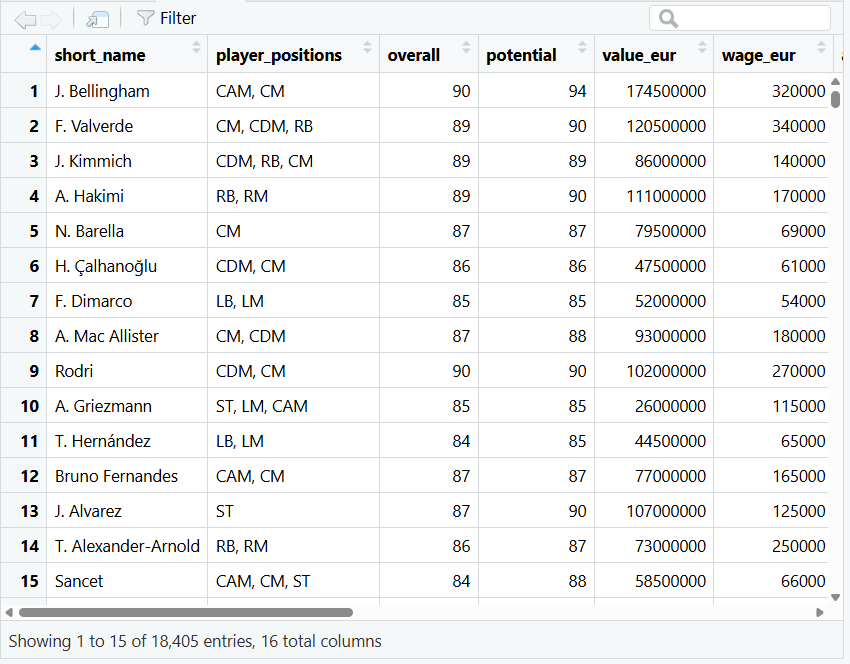 Filter
short_name player_positions overall potential value_eur wage_eur
1 J. Bellingham CAM, CM 90 94 174500000 320000
2 F. Valverde CM, CDM, RB 89 90 120500000 340000
3 J. Kimmich CDM, RB, CM 89 89 86000000 140000
4 A. Hakimi RB, RM 89 90 111000000 170000
5 N. Barella CM 87 87 79500000 69000
6 H. Çalhanoğlu CDM, CM 86 86 47500000 61000
7 F. Dimarco LB, LM 85 85 52000000 54000
8 A. Mac Allister CM, CDM 87 88 93000000 180000
9 Rodri CDM, CM 90 90 102000000 270000
10 A. Griezmann ST, LM, CAM 85 85 26000000 115000
11 T. Hernández LB, LM 84 85 44500000 65000
12 Bruno Fernandes CAM, CM 87 87 77000000 165000
13 J. Alvarez ST 87 90 107000000 125000
14 T. Alexander-Arnold RB, RM 86 87 73000000 250000
15 Sancet CAM, CM, ST 84 88 58500000 66000
Showing 1 to 15 of 18,405 entries, 16 total columns